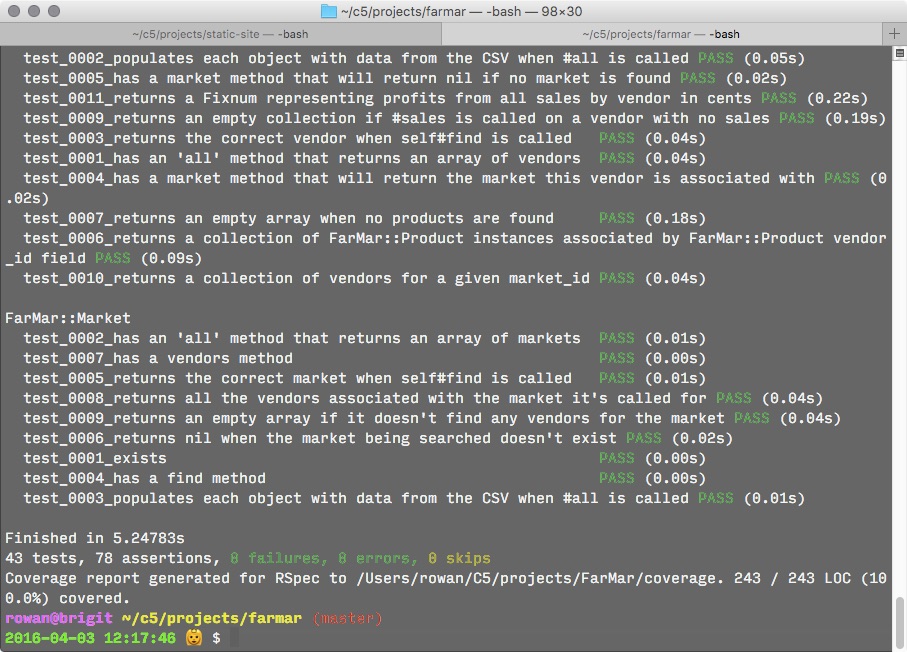 ~/c5/projects/farmar — -bash — 98×30
~/c5/projects/static-site — -bash
~/c5/projects/farmar — -bash
test_0002_populates each object with data from the CSV when #all is called PASS (0.05s)
test_0005_has a market method that will return nil if no market is found PASS (0.02s)
test_0011_returns a Fixnum representing profits from all sales by vendor in cents PASS (0.22s)
test_0009_returns an empty collection if #sales is called on a vendor with no sales PASS (0.19s)
test_0003_returns the correct vendor when self#find is called PASS (0.04s)
test_0001_has an 'all' method that returns an array of vendors PASS (0.04s)
test_0004_has a market method that will return the market this vendor is associated with PASS (0
.02s)
test_0007_returns an empty array when no products are found PASS (0.18s)
test_0006_returns a collection of FarMar::Product instances associated by FarMar::Product vendor
_id field PASS (0.09s)
test_0010_returns a collection of vendors for a given market_id PASS (0.04s)
FarMar::Market
test_0002_has an 'all' method that returns an array of markets PASS (0.01s)
test_0007_has a vendors method PASS (0.00s)
test_0005_returns the correct market when self#find is called PASS (0.01s)
test_0008_returns all the vendors associated with the market it's called for PASS (0.04s)
test_0009_returns an empty array if it doesn't find any vendors for the market PASS (0.04s)
test_0006_returns nil when the market being searched doesn't exist PASS (0.02s)
test_0001_exists PASS (0.00s)
test_0004_has a find method PASS (0.00s)
test_0003_populates each object with data from the CSV when #all is called PASS (0.01s)
Finished in 5.24783s
43 tests, 78 assertions, 0 failures, 0 errors, 0 skips
Coverage report generated for RSpec to /Users/rowan/C5/projects/FarMar/coverage. 243 / 243 LOC (10
0.0%) covered.
rowan@brigit ~/c5/projects/farmar (master)
2016-04-03 12:17:46 $